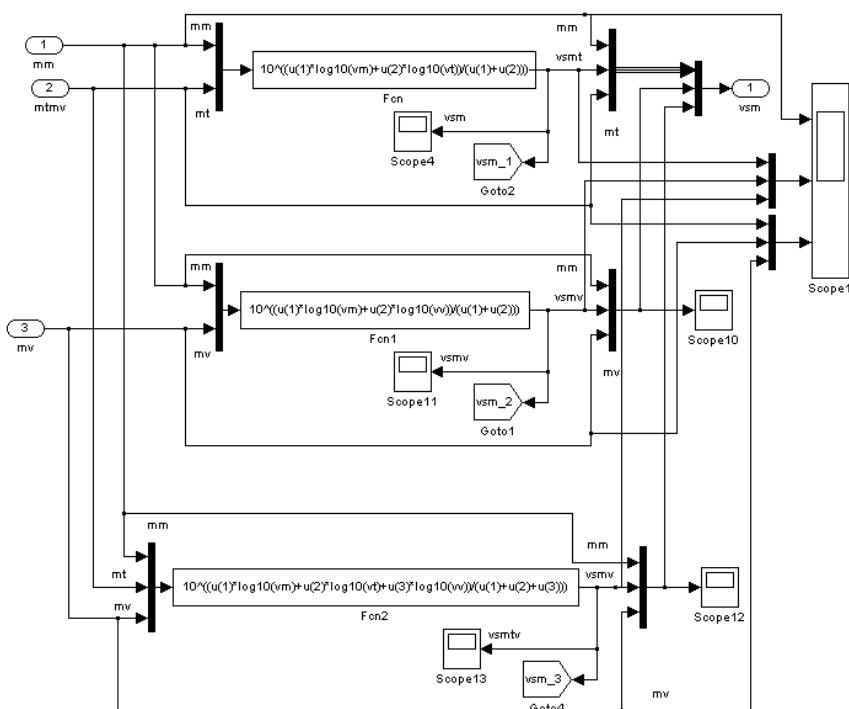 mm
mm
1
mm
vsmt
10^((u(1)*log10(vm)+u(2)*log10(vt))/(u(1)+u(2)))
2
1
mtmv
Fcn
vsm
mt
vsm
mt
Scope4
vsm_1
Goto2
mm
mm
Scope1
vsmv
10^((u(1)*log10(vm)+u(2)*log10(vv))/(u(1)+u(2)))
3
Fcn1
Scope10
mv
mv
vsmv
mv
Scope11
vsm_2
Goto1
mm
mm
mt
vsmv
10^((u(1)*log10(vm)+u(2)*log10(vt)+u(3)*log10(vv))/(u(1)+u(2)+u(3)))
mv
Fcn2
Scope12
vsmtv
Scope13
vsm_3
mv
Goto4